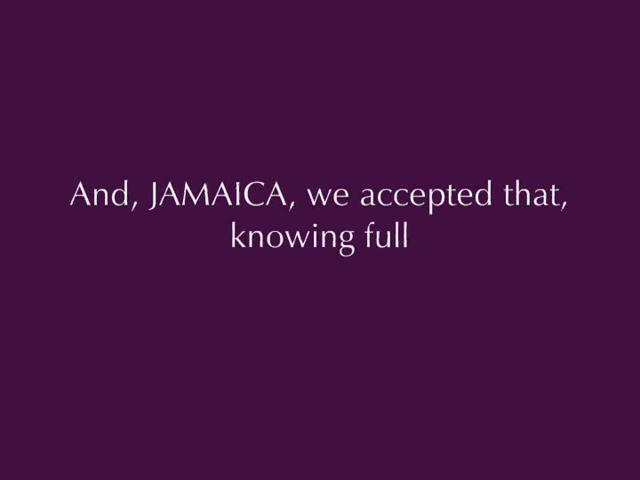 And, JAMAICA, we accepted that,
knowing full